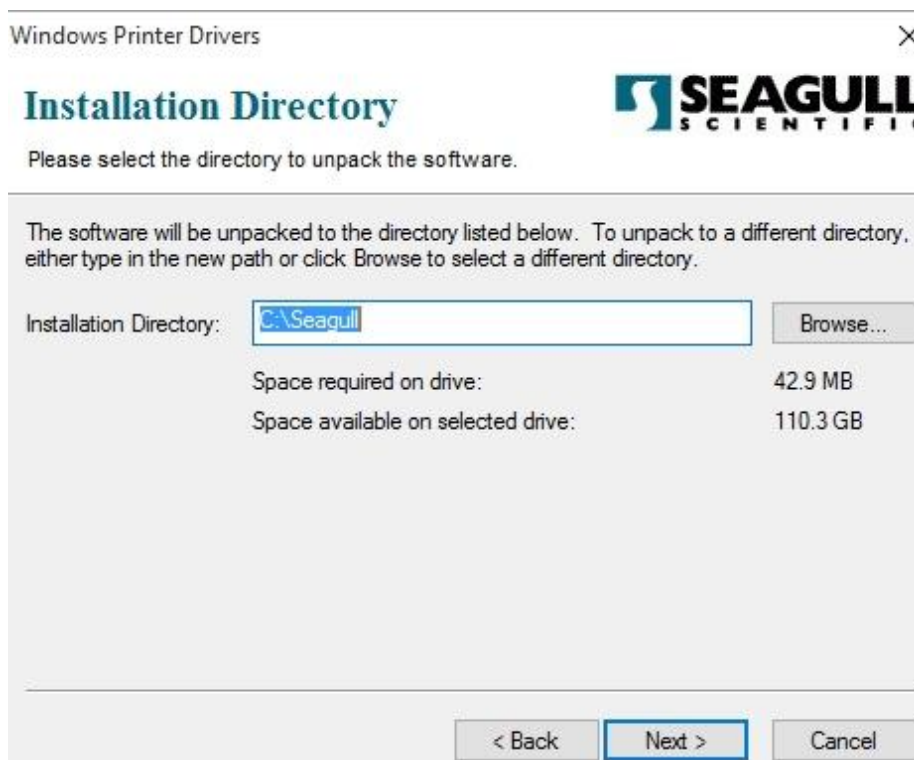 Windows Printer Drivers
Installation Directory
SEAGULL
SCIENTIFIC
Please select the directory to unpack the software.
The software will be unpacked to the directory listed below. To unpack to a different directory,
either type in the new path or click Browse to select a different directory.
Installation Directory: C:\Seagull Browse...
Space required on drive: 42.9 MB
Space available on selected drive: 110.3 GB
< Back Next > Cancel